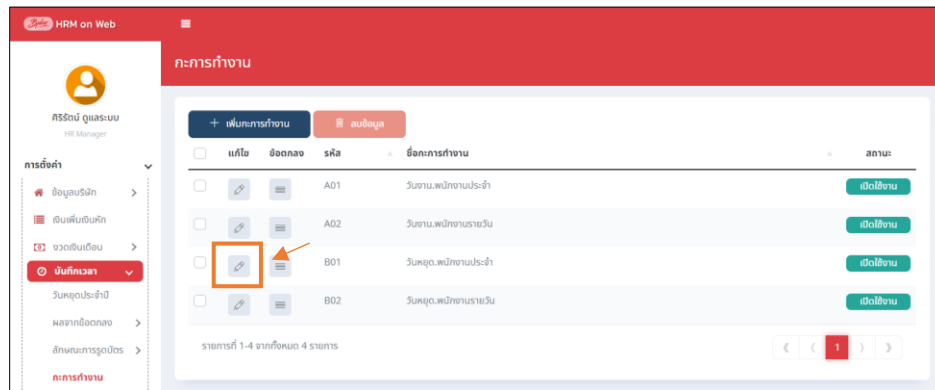 Bplus HRM on Web
กะการทำงาน
ศิริรัตน์ ดูแลระบบ
HR Manager
การตั้งค่า
ข้อมูลบริษัท
เงินเพิ่มเงินหัก
งวดเงินเดือน
บันทึกเวลา
วันหยุดประจำปี
ผลจากข้อตกลง
ลักษณะการรูดบัตร
กะการทำงาน
+ เพิ่มกะการทำงาน ลบข้อมูล
แก้ไข ข้อตกลง รหัส ชื่อกะการทำงาน สถานะ
A01 วันงาน.พนักงานประจำ เปิดใช้งาน
A02 วันงาน.พนักงานรายวัน เปิดใช้งาน
B01 วันหยุด.พนักงานประจำ เปิดใช้งาน
B02 วันหยุด.พนักงานรายวัน เปิดใช้งาน
รายการที่ 1-4 จากทั้งหมด 4 รายการ
1